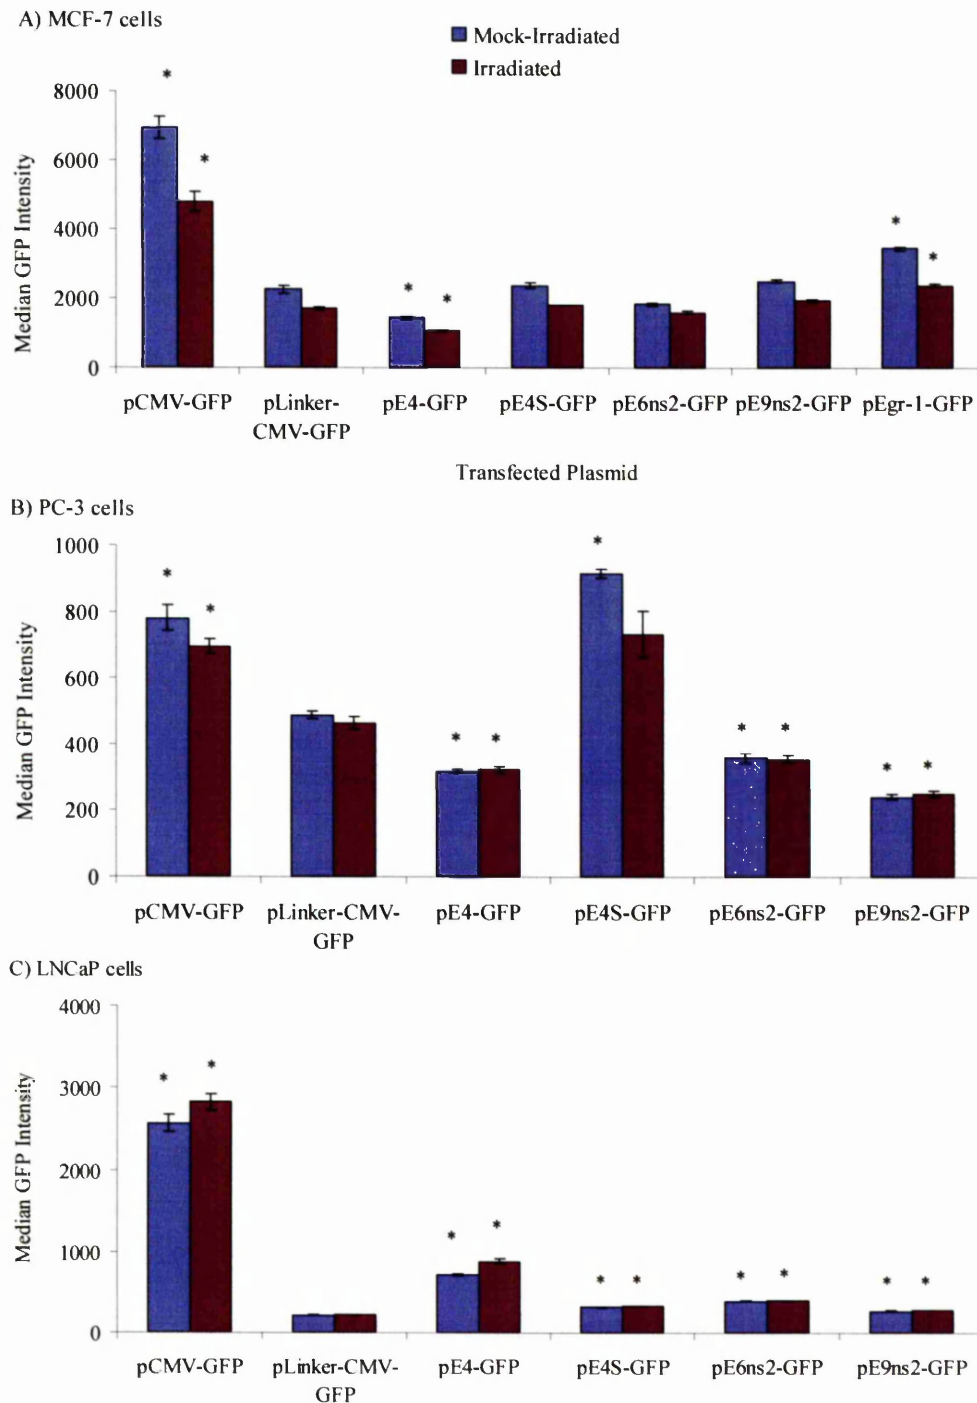 A) MCF-7 cells
Mock-Irradiated
Irradiated
*
*
*
*
*
*
8000
6000
4000
2000
0
Median GFP Intensity
pCMV-GFP
pLinker-
CMV-GFP
pE4-GFP
pE4S-GFP
pE6ns2-GFP
pE9ns2-GFP
pEgr-1-GFP
Transfected Plasmid
B) PC-3 cells
*
*
*
*
*
*
*
*
*
1000
800
600
400
200
0
Median GFP Intensity
pCMV-GFP
pLinker-CMV-
GFP
pE4-GFP
pE4S-GFP
pE6ns2-GFP
pE9ns2-GFP
C) LNCaP cells
*
*
*
*
*
*
*
*
*
*
4000
3000
2000
1000
0
Median GFP Intensity
pCMV-GFP
pLinker-CMV-
GFP
pE4-GFP
pE4S-GFP
pE6ns2-GFP
pE9ns2-GFP